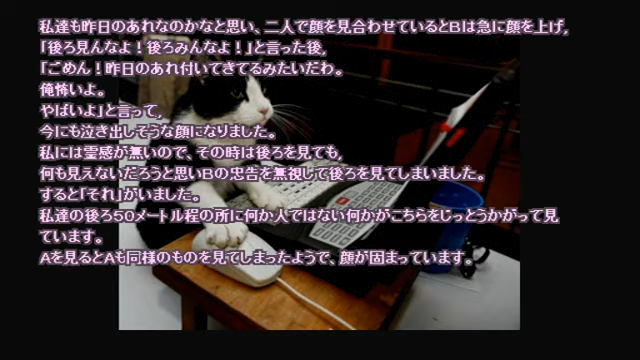 私達も昨日のあれなのかなと思い、二人で顔を見合わせているとBは急に顔を上げ,
「後ろ見んなよ！後ろみんなよ！」と言った後,
「ごめん！昨日のあれ付いてきてるみたいだわ。
俺怖いよ。
やばいよ」と言って,
今にも泣き出しそうな顔になりました。
私には霊感が無いので、その時は後ろを見ても,
何も見えないだろうと思いBの忠告を無視して後ろを見てしまいました。
すると「それ」がいました。
私達の後ろ50メートル程の所に何か人ではない何かがこちらをじっとうかがって見
ています。
Aを見るとAも同様のものを見てしまったようで、顔が固まっています。